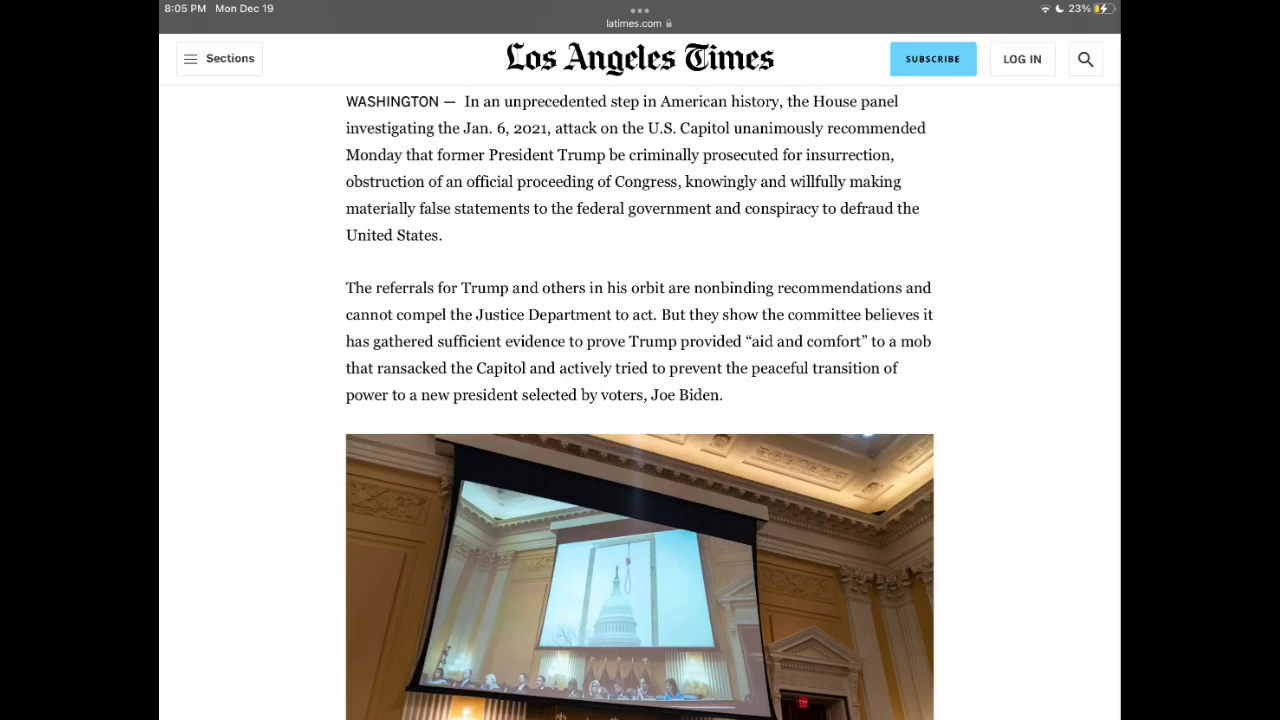 8:05 PM Mon Dec 19
latimes.com
23%
Sections
Los Angeles Times
SUBSCRIBE
LOG IN
WASHINGTON — In an unprecedented step in American history, the House panel
investigating the Jan. 6, 2021, attack on the U.S. Capitol unanimously recommended
Monday that former President Trump be criminally prosecuted for insurrection,
obstruction of an official proceeding of Congress, knowingly and willfully making
materially false statements to the federal government and conspiracy to defraud the
United States.
The referrals for Trump and others in his orbit are nonbinding recommendations and
cannot compel the Justice Department to act. But they show the committee believes it
has gathered sufficient evidence to prove Trump provided “aid and comfort” to a mob
that ransacked the Capitol and actively tried to prevent the peaceful transition of
power to a new president selected by voters, Joe Biden.